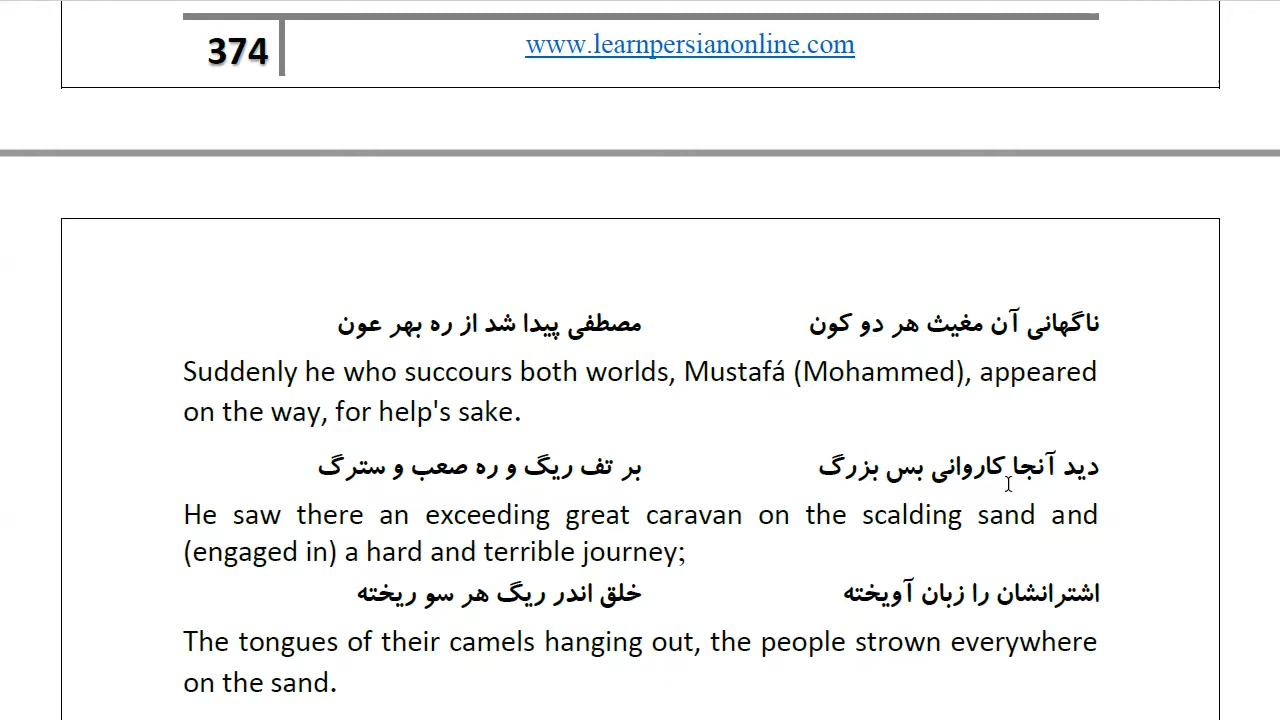 374 www.learnpersianonline.com
ناگهانی آن مغیث هر دو کون مصطفی پیدا شد از ره بهر عون
Suddenly he who succours both worlds, Mustafá (Mohammed), appeared
on the way, for help's sake.
دید آنجا کاروانی بس بزرگ بر تف ریگ و ره صعب و سترگ
He saw there an exceeding great caravan on the scalding sand and
(engaged in) a hard and terrible journey;
اشترانشان را زبان آویخته خلق اندر ریگ هر سو ریخته
The tongues of their camels hanging out, the people strown everywhere
on the sand.